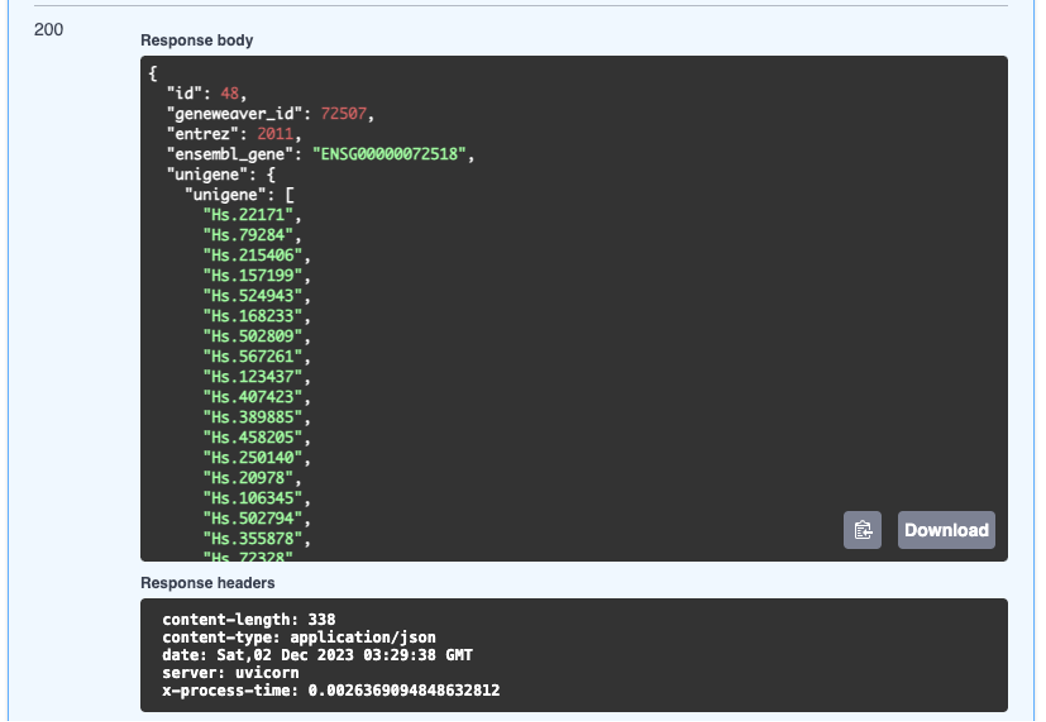 200
Response body
{
"id": 48,
"geneweaver_id": 72507,
"entrez": 2011,
"ensembl_gene": "ENSG00000072518",
"unigene": {
"unigene": [
"Hs.22171",
"Hs.79284",
"Hs.215406",
"Hs.157199",
"Hs.524943",
"Hs.168233",
"Hs.502809",
"Hs.567261",
"Hs.123437",
"Hs.407423",
"Hs.389885",
"Hs.458205",
"Hs.250140",
"Hs.20978",
"Hs.106345",
"Hs.502794",
"Hs.355878",
"Hs.72328"
Download
Response headers
content-length: 338
content-type: application/json
date: Sat,02 Dec 2023 03:29:38 GMT
server: uvicorn
x-process-time: 0.0026369094848632812